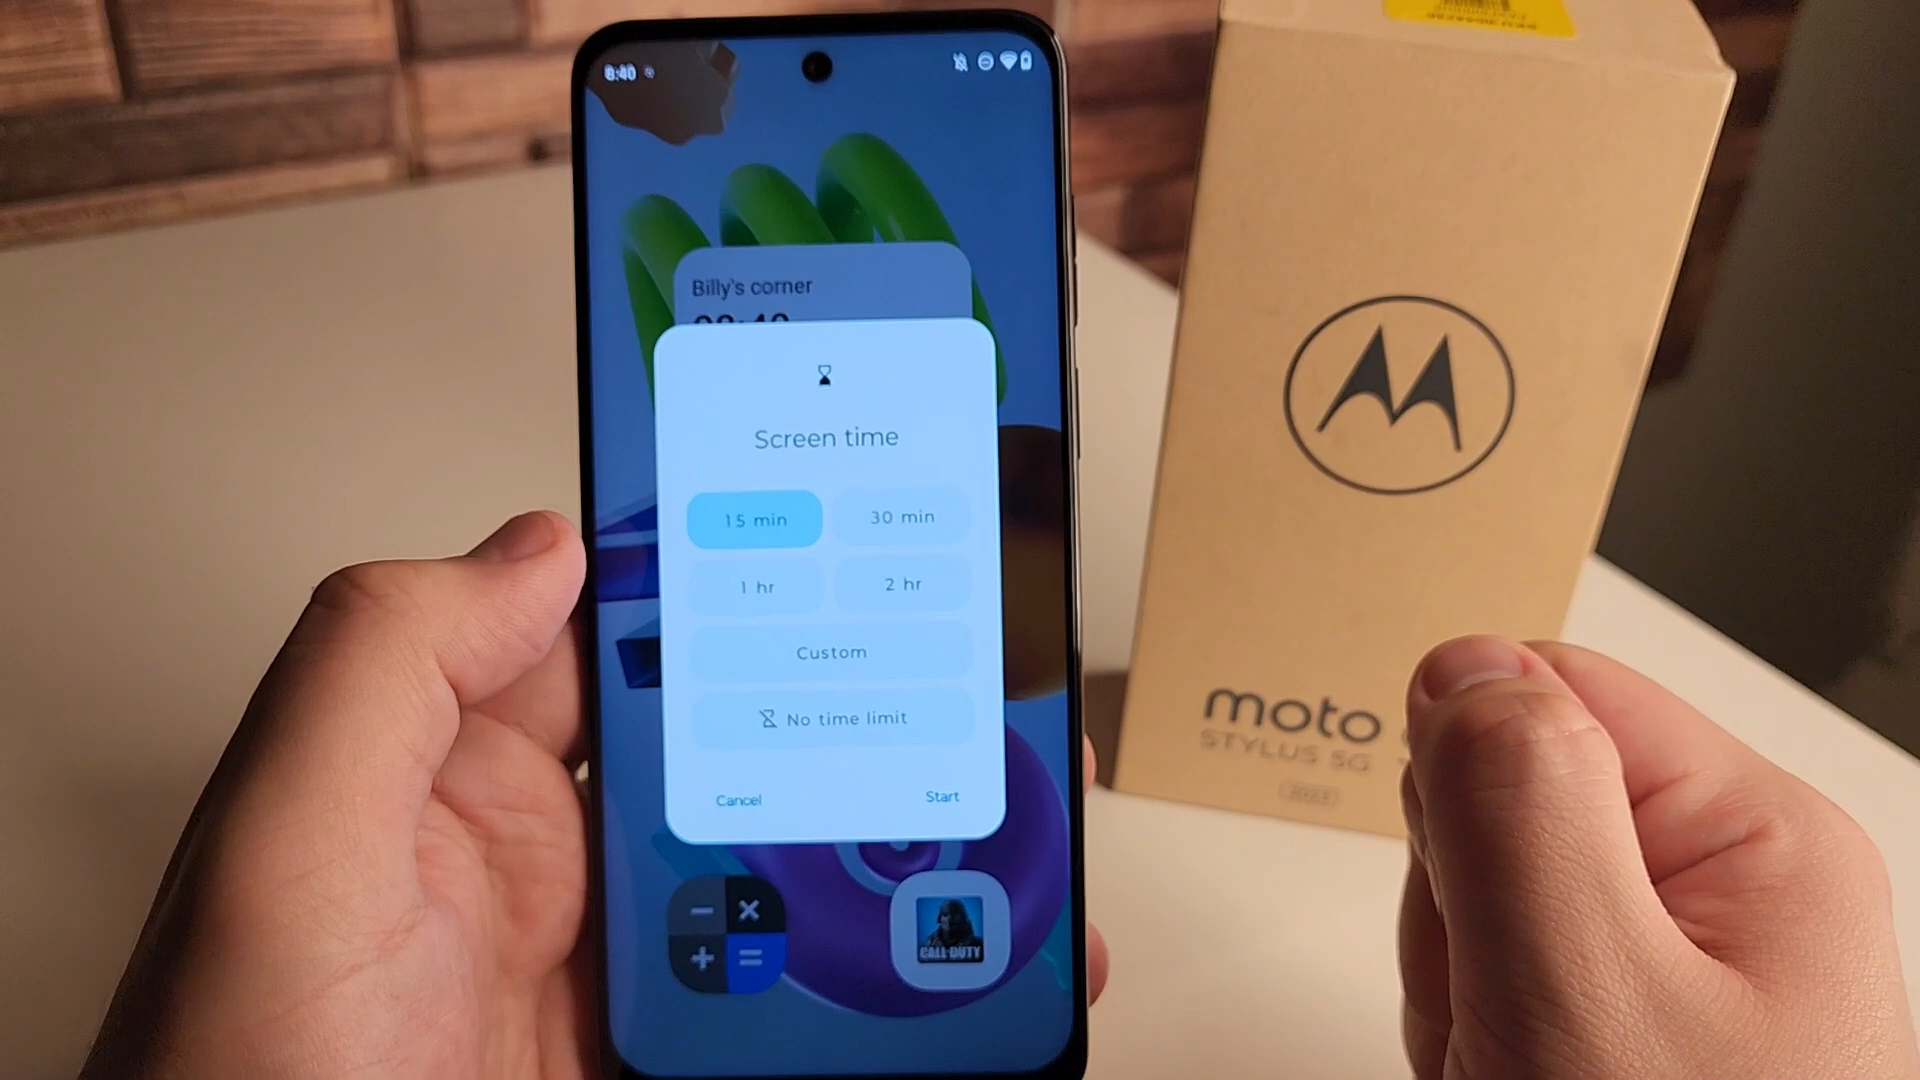 8:40
Billy's corner
Screen time
15 min
30 min
1 hr
2 hr
Custom
No time limit
Cancel
Start
CALL DUTY
moto
STYLUS 5G
2023